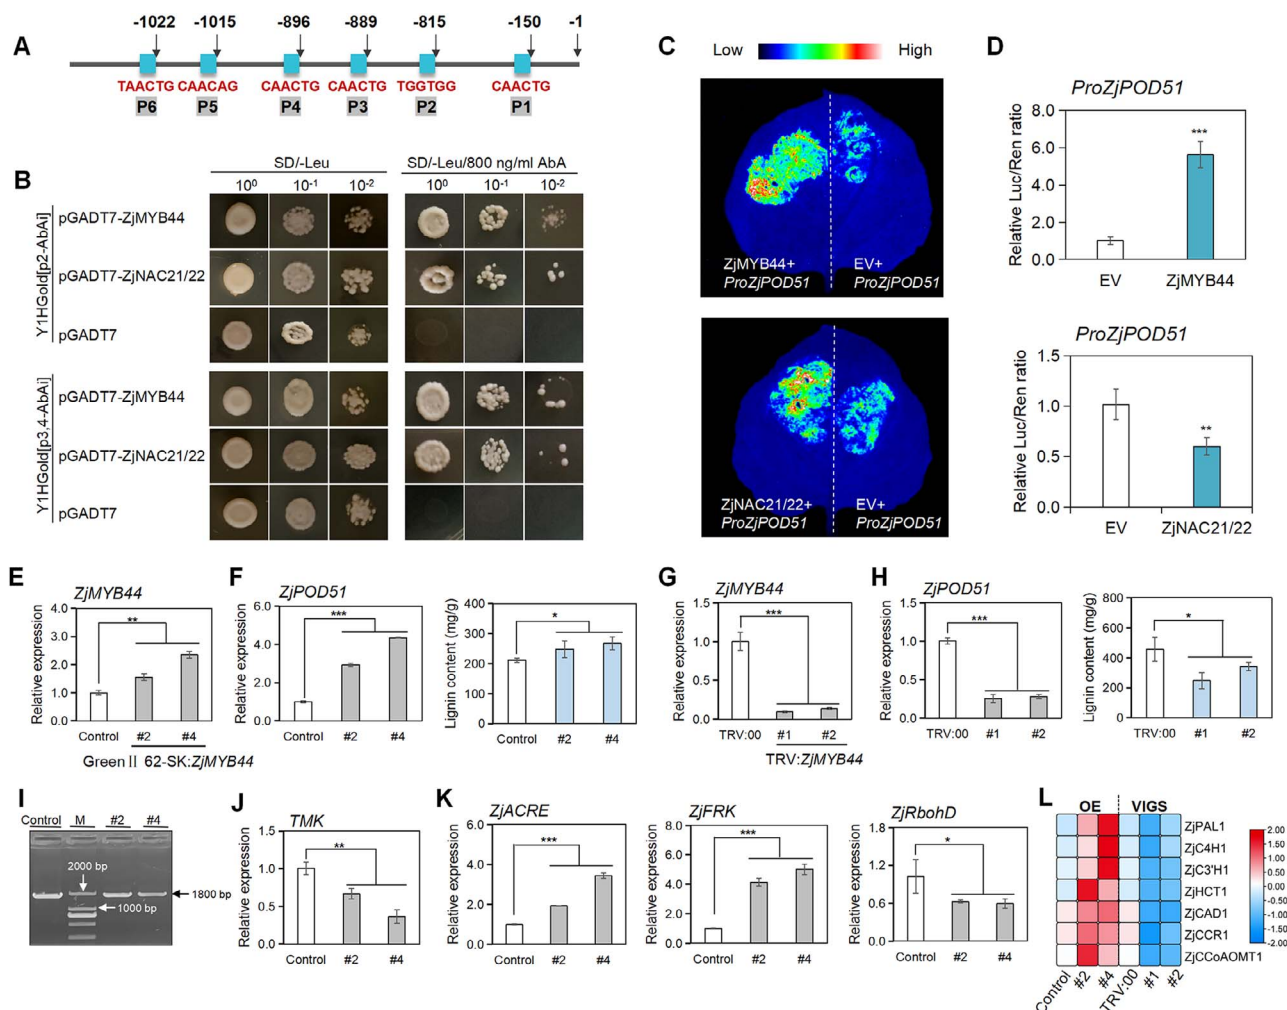 A
-1022 -1015 -896 -889 -815 -150 -1
TAACTG CAACAG CAACTG CAACTG TGGTGG CAACTG
P6 P5 P4 P3 P2 P1
B
SD/-Leu SD/-Leu/800 ng/ml AbA
10⁰ 10⁻¹ 10⁻² 10⁰ 10⁻¹ 10⁻²
Y1HGold[p2-AbAi]
pGADT7-ZjMYB44
pGADT7-ZjNAC21/22
pGADT7
Y1HGold[p3,4-AbAi]
pGADT7-ZjMYB44
pGADT7-ZjNAC21/22
pGADT7
C
Low High
ZjMYB44+ EV+
ProZjPOD51 ProZjPOD51
ZjNAC21/22+ EV+
ProZjPOD51 ProZjPOD51
D
ProZjPOD51
Relative Luc/Ren ratio
8.0
6.0
4.0
2.0
0.0
***
EV ZjMYB44
ProZjPOD51
Relative Luc/Ren ratio
1.5
1.0
0.5
0.0
**
EV ZjNAC21/22
E
ZjMYB44
Relative expression
4.0
3.0
2.0
1.0
0.0
**
Control #2 #4
GreenⅡ 62-SK:ZjMYB44
F
ZjPOD51
Relative expression
6.0
4.0
2.0
0.0
***
Control #2 #4
Lignin content (mg/g)
400
300
200
100
0
*
Control #2 #4
G
ZjMYB44
Relative expression
1.5
1.0
0.5
0.0
***
TRV:00 #1 #2
TRV:ZjMYB44
H
ZjPOD51
Relative expression
1.5
1.0
0.5
0.0
***
TRV:00 #1 #2
Lignin content (mg/g)
800
600
400
200
0
*
TRV:00 #1 #2
I
Control M #2 #4
2000 bp
1800 bp
1000 bp
J
TMK
Relative expression
1.5
1.0
0.5
0.0
**
Control #2 #4
K
ZjACRE
Relative expression
6.0
4.0
2.0
0.0
***
Control #2 #4
ZjFRK
Relative expression
8.0
6.0
4.0
2.0
0.0
***
Control #2 #4
ZjRbohD
Relative expression
1.8
1.2
0.6
0.0
*
Control #2 #4
L
OE VIGS
ZjPAL1
ZjC4H1
ZjC3'H1
ZjHCT1
ZjCAD1
ZjCCR1
ZjCCoAOMT1
Control #2 #4 TRV:00 #1 #2
2.00
1.50
1.00
0.50
0.00
-0.50
-1.00
-1.50
-2.00